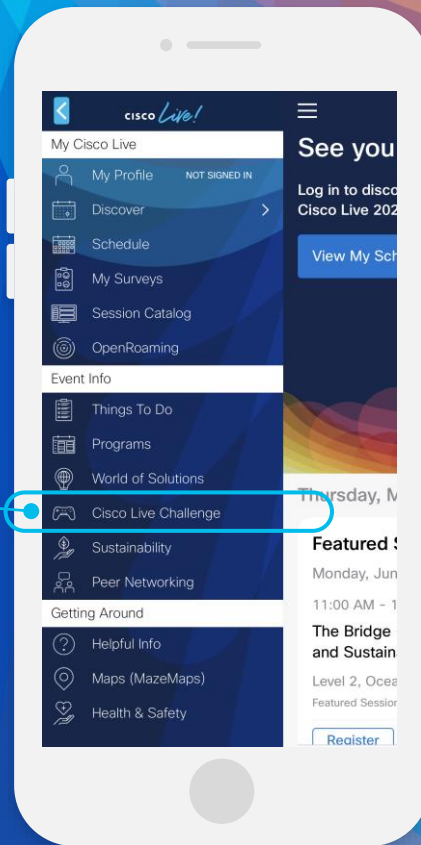 CISCO Live!
My Cisco Live
My Profile NOT SIGNED IN
Discover
Schedule
My Surveys
Session Catalog
OpenRoaming
Event Info
Things To Do
Programs
World of Solutions
Cisco Live Challenge
Sustainability
Peer Networking
Getting Around
Helpful Info
Maps (MazeMaps)
Health & Safety
See you
Log in to disco
Cisco Live 202
View My Sch
Thursday, M
Featured S
Monday, Jun
11:00 AM - 1
The Bridge
and Sustain
Level 2, Ocea
Featured Session
Register